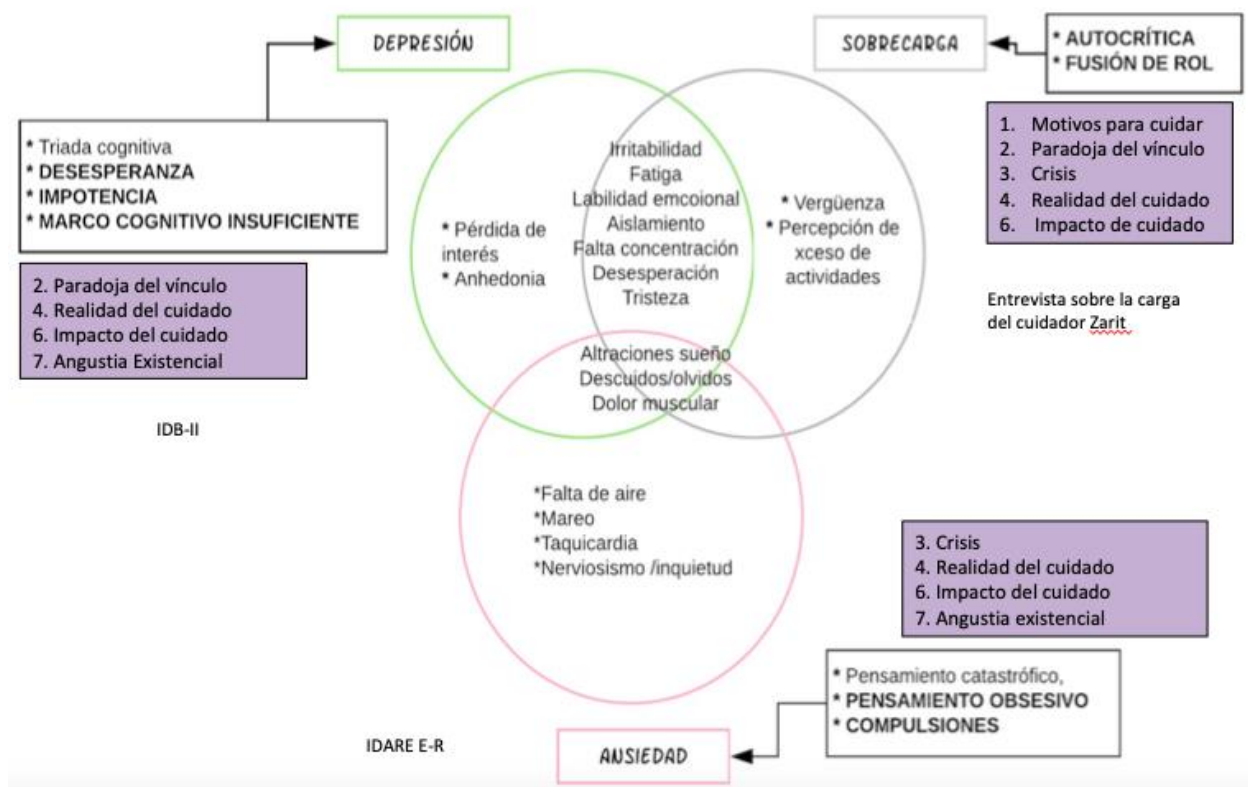 DEPRESIÓN
SOBRECARGA
* AUTOCRÍTICA
* FUSIÓN DE ROL
* Triada cognitiva
* DESESPERANZA
* IMPOTENCIA
* MARCO COGNITIVO INSUFICIENTE
2. Paradoja del vínculo
4. Realidad del cuidado
6. Impacto del cuidado
7. Angustia Existencial
IDB-II
* Pérdida de
interés
* Anhedonia
Irritabilidad
Fatiga
Labilidad emcoional
Aislamiento
Falta concentración
Desesperación
Tristeza
* Vergüenza
* Percepción de
xceso de
actividades
1. Motivos para cuidar
2. Paradoja del vínculo
3. Crisis
4. Realidad del cuidado
6. Impacto de cuidado
Entrevista sobre la carga
del cuidador Zarit
Altraciones sueño
Descuidos/olvidos
Dolor muscular
*Falta de aire
*Mareo
*Taquicardia
*Nerviosismo /inquietud
3. Crisis
4. Realidad del cuidado
6. Impacto del cuidado
7. Angustia existencial
* Pensamiento catastrófico,
* PENSAMIENTO OBSESIVO
* COMPULSIONES
IDARE E-R
ANSIEDAD